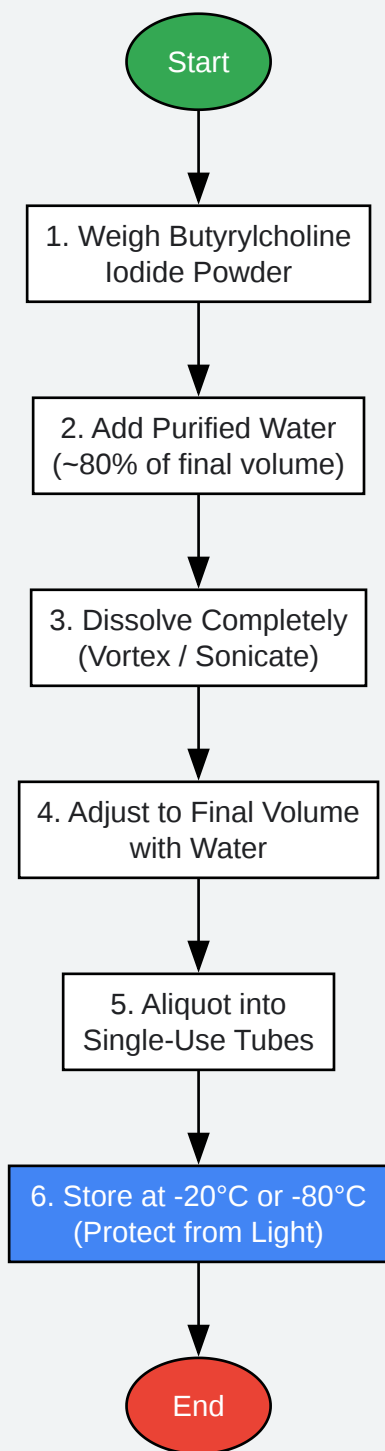 Start
1. Weigh Butyrylcholine
Iodide Powder
2. Add Purified Water
(~80% of final volume)
3. Dissolve Completely
(Vortex / Sonicate)
4. Adjust to Final Volume
with Water
5. Aliquot into
Single-Use Tubes
6. Store at -20°C or -80°C
(Protect from Light)
End